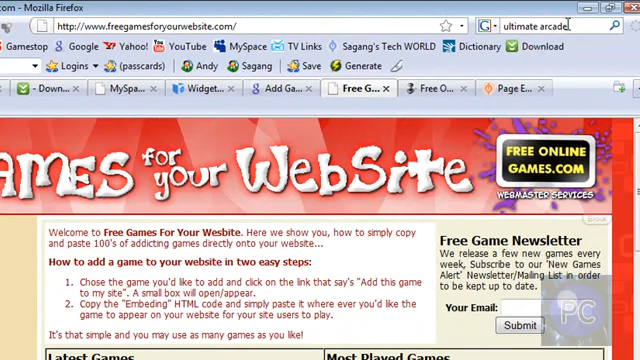 .com/ - Mozilla Firefox
http://www.freegamesforyourwebsite.com/
G
ultimate arcade
Gamestop
Google
Yahoo!
YouTube
MySpace
TV Links
Sagang's Tech WORLD
Dictionary
Download
Logins
(passcards)
Andy
Sagang
Save
Generate
- Down...
MySpa...
Widget...
Add Ga...
Free G...
Free O...
Page E...
AMES for your WebSite
FREE ONLINE
GAMES.COM
WEBMASTER SERVICES
Welcome to Free Games For Your Wesbite. Here we show you, how to simply copy
and paste 100's of addicting games directly onto your website...
How to add a game to your website in two easy steps:
1. Chose the game you'd like to add and click on the link that say's "Add this game
to my site". A small box will open/appear.
2. Copy the "Embeding" HTML code and simply paste it where ever you'd like the
game to appear on your website for your site users to play.
It's that simple and you may use as many games as you like!
Free Game Newsletter
We release a few new games every
week, Subscribe to our 'New Games
Alert' Newsletter/Mailing List in order
to be kept up to date.
Your Email:
Submit
PC
Latest Games
Most Played Games